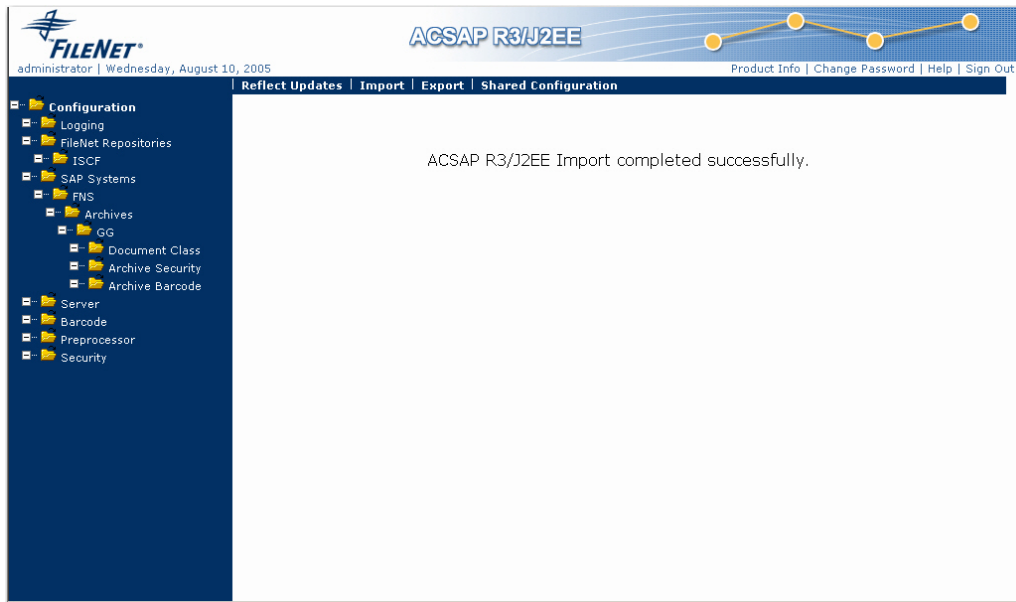 FILENET®
ACSAP R3/J2EE
administrator | Wednesday, August 10, 2005
Product Info | Change Password | Help | Sign Out
| Reflect Updates | Import | Export | Shared Configuration
Configuration
Logging
FileNet Repositories
ISCF
SAP Systems
FNS
Archives
GG
Document Class
Archive Security
Archive Barcode
Server
Barcode
Preprocessor
Security
ACSAP R3/J2EE Import completed successfully.